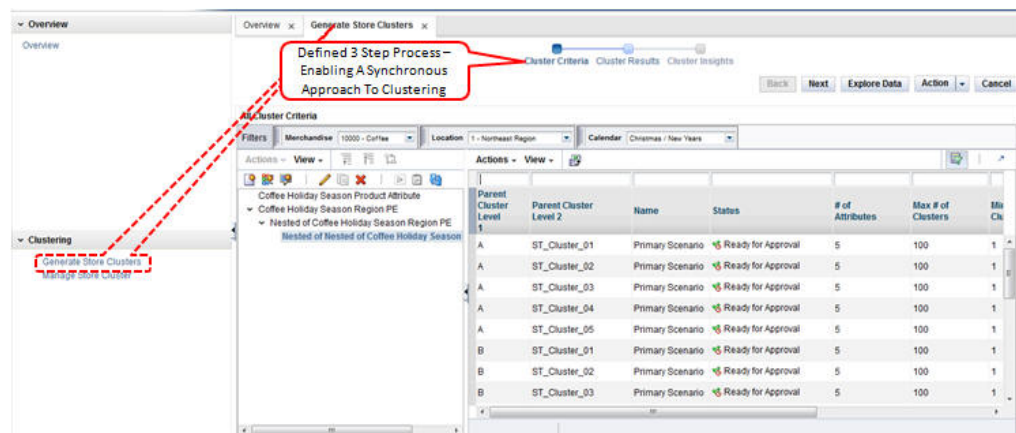 Overview
Overview
Clustering
Generate Store Clusters
Manage Store Cluster
Overview x Generate Store Clusters x
Defined 3 Step Process –
Enabling A Synchronous
Approach To Clustering
Cluster Criteria Cluster Results Cluster Insights
Back Next Explore Data Action Cancel
All Cluster Criteria
Filters Merchandise 10000 - Coffee Location 1 - Northeast Region Calendar Christmas / New Years
Actions View
Coffee Holiday Season Product Attribute
Coffee Holiday Season Region PE
Nested of Coffee Holiday Season Region PE
Nested of Nested of Coffee Holiday Season
Actions View
Parent Cluster Level 1 Parent Cluster Level 2 Name Status # of Attributes Max # of Clusters
A ST_Cluster_01 Primary Scenario Ready for Approval 5 100 1
A ST_Cluster_02 Primary Scenario Ready for Approval 5 100 1
A ST_Cluster_03 Primary Scenario Ready for Approval 5 100 1
A ST_Cluster_04 Primary Scenario Ready for Approval 5 100 1
A ST_Cluster_05 Primary Scenario Ready for Approval 5 100 1
B ST_Cluster_01 Primary Scenario Ready for Approval 5 100 1
B ST_Cluster_02 Primary Scenario Ready for Approval 5 100 1
B ST_Cluster_03 Primary Scenario Ready for Approval 5 100 1